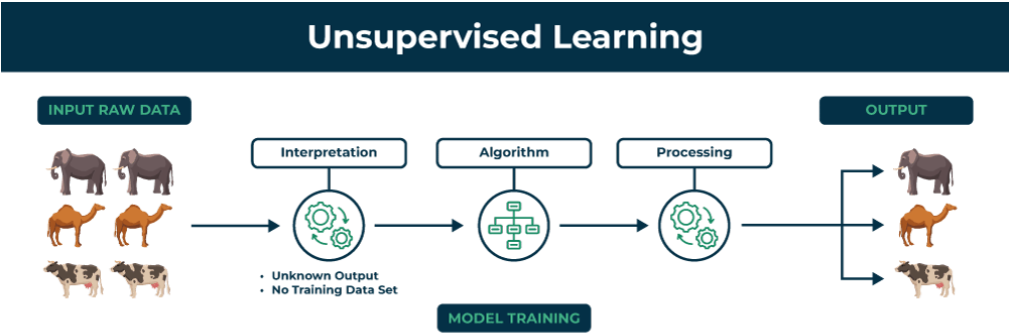 Unsupervised Learning
INPUT RAW DATA
OUTPUT
Interpretation
Algorithm
Processing
• Unknown Output
• No Training Data Set
MODEL TRAINING